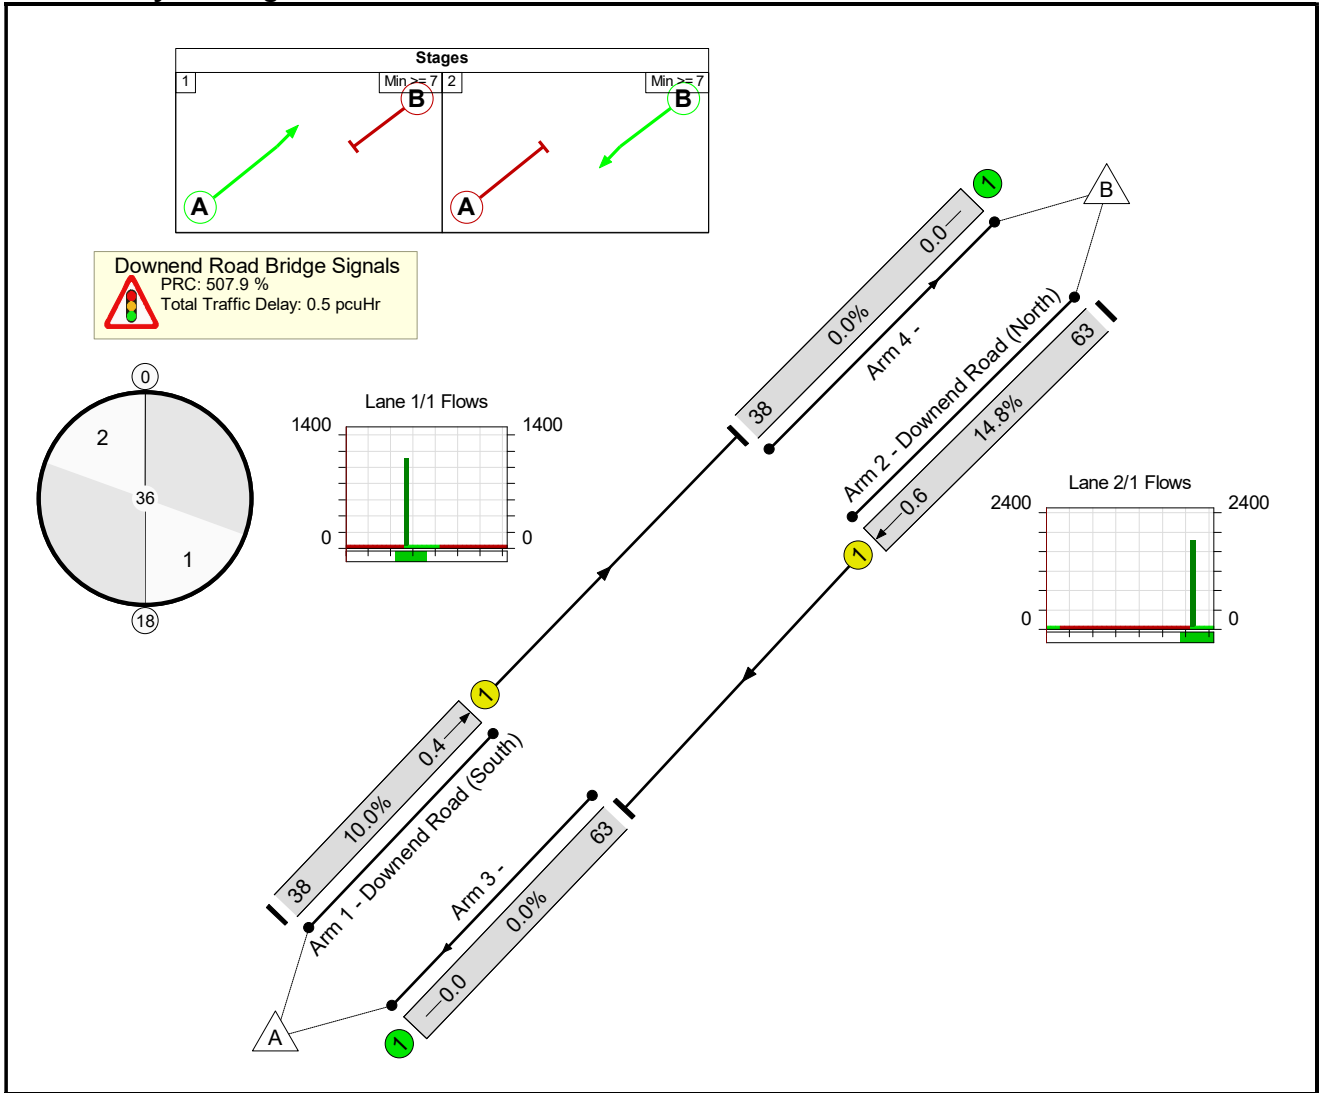 Stages
1
Min >= 7
2
Min >= 7
B
B
A
A
Downend Road Bridge Signals
PRC: 507.9 %
Total Traffic Delay: 0.5 pcuHr
0
2
36
1
18
Lane 1/1 Flows
1400
1400
0
0
1
B
0.0
0.0%
38
Arm 4 -
Arm 2 - Downend Road (North)
63
14.8%
0.6
1
Lane 2/1 Flows
2400
2400
0
0
1
0.4
10.0%
38
Arm 1 - Downend Road (South)
63
0.0%
0.0
Arm 3 -
A
1